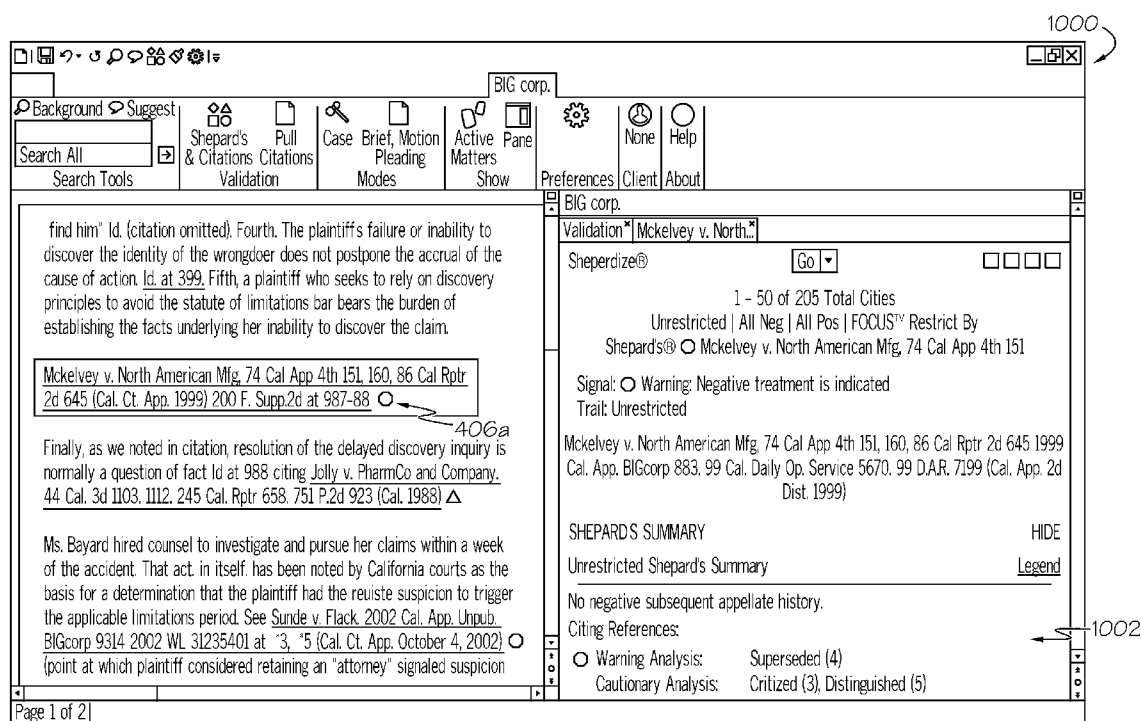 1000
BIG corp.
Background Suggest
Search All
Search Tools
Shepard's & Citations
Pull Citations
Validation
Case
Brief, Motion Pleading
Modes
Active Matters
Pane
Show
Preferences
None
Client
Help
About
find him" Id. (citation omitted). Fourth. The plaintiff's failure or inability to
discover the identity of the wrongdoer does not postpone the accrual of the
cause of action. Id. at 399. Fifth, a plaintiff who seeks to rely on discovery
principles to avoid the statute of limitations bar bears the burden of
establishing the facts underlying her inability to discover the claim.
Mckelvey v. North American Mfg, 74 Cal App 4th 151, 160, 86 Cal Rptr
2d 645 (Cal. Ct. App. 1999) 200 F. Supp.2d at 987-88
406a
Finally, as we noted in citation, resolution of the delayed discovery inquiry is
normally a question of fact Id at 988 citing Jolly v. PharmCo and Company.
44 Cal. 3d 1103. 1112. 245 Cal. Rptr 658. 751 P.2d 923 (Cal. 1988)
Ms. Bayard hired counsel to investigate and pursue her claims within a week
of the accident. That act. in itself. has been noted by California courts as the
basis for a determination that the plaintiff had the reuiste suspicion to trigger
the applicable limitations period. See Sunde v. Flack. 2002 Cal. App. Unpub.
BIGcorp 9314 2002 WL 31235401 at *3, *5 (Cal. Ct. App. October 4, 2002)
(point at which plaintiff considered retaining an "attorney" signaled suspicion
Page 1 of 2
BIG corp.
Validation x Mckelvey v. North... x
Sheperdize® Go
1 - 50 of 205 Total Cities
Unrestricted | All Neg | All Pos | FOCUS™ Restrict By
Shepard's® Mckelvey v. North American Mfg, 74 Cal App 4th 151
Signal: Warning: Negative treatment is indicated
Trail: Unrestricted
Mckelvey v. North American Mfg, 74 Cal App 4th 151, 160, 86 Cal Rptr 2d 645 1999
Cal. App. BIGcorp 883. 99 Cal. Daily Op. Service 5670. 99 D.A.R. 7199 (Cal. App. 2d
Dist. 1999)
SHEPARD'S SUMMARY HIDE
Unrestricted Shepard's Summary Legend
No negative subsequent appellate history.
Citing References:
1002
Warning Analysis: Superseded (4)
Cautionary Analysis: Critized (3), Distinguished (5)